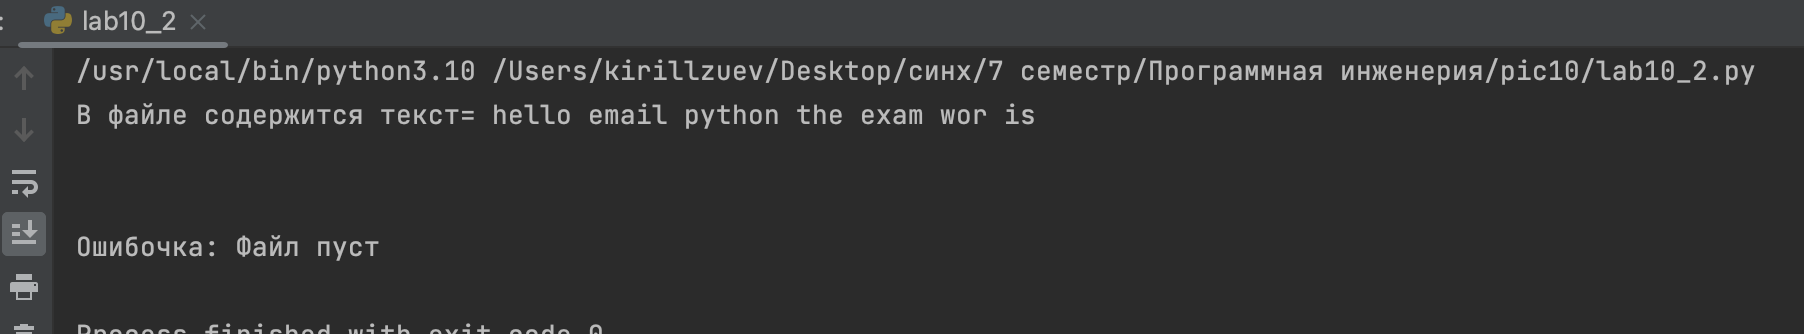 lab10_2
/usr/local/bin/python3.10 /Users/kirillzuev/Desktop/синх/7 семестр/Программная инженерия/pic10/lab10_2.py
В файле содержится текст= hello email python the exam wor is
Ошибочка: Файл пуст
Process finished with exit code 0